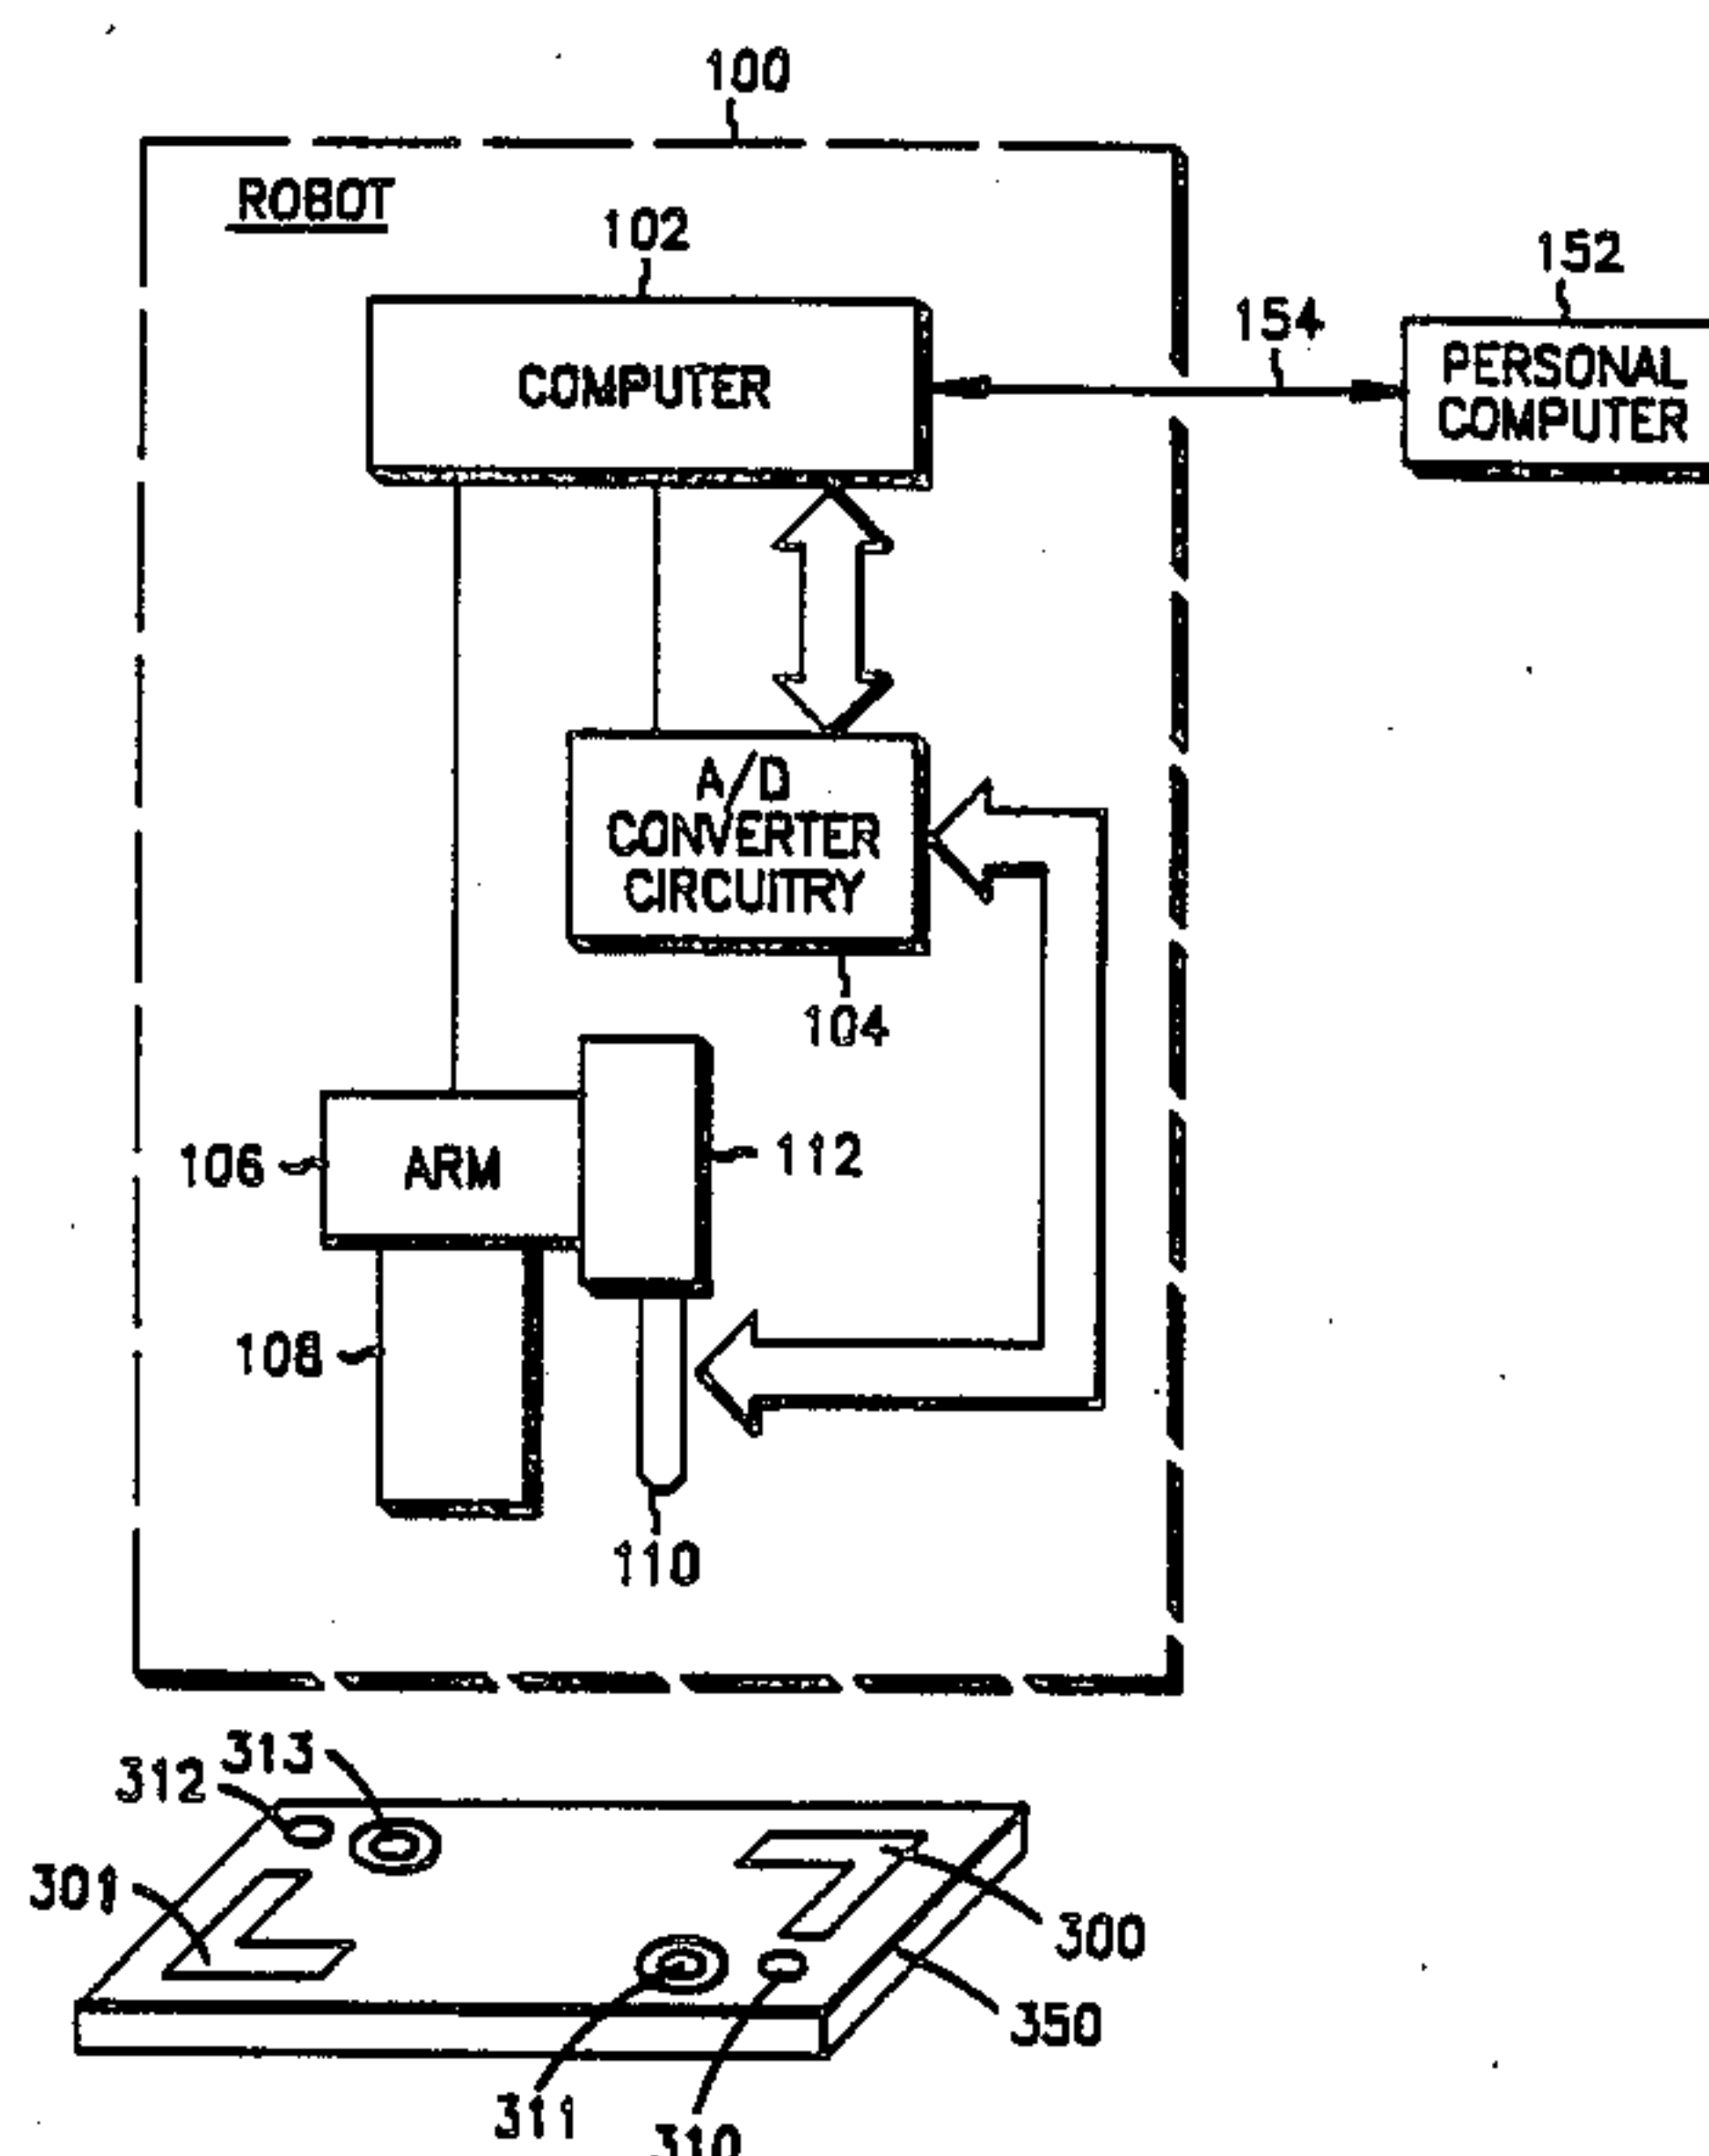 100
ROBOT
102
152
154
COMPUTER
PERSONAL
COMPUTER
A/D
CONVERTER
CIRCUITRY
104
106
ARM
112
108
110
313
312
301
300
350
311
310